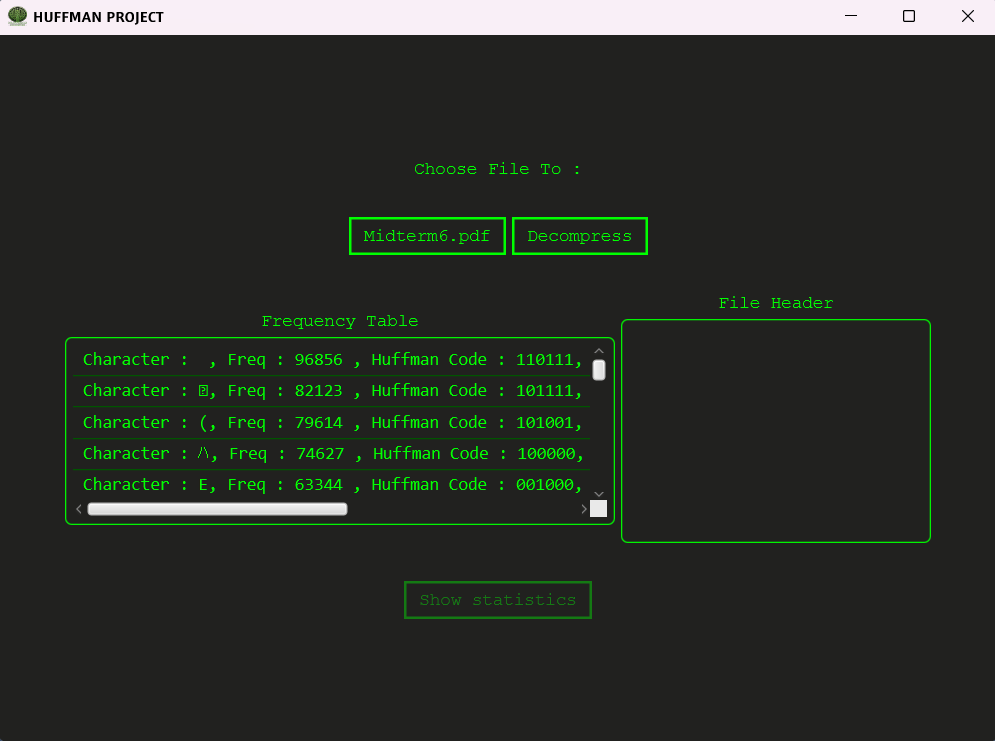 HUFFMAN PROJECT
Choose File To :
Midterm6.pdf Decompress
File Header
Frequency Table
Character :  , Freq : 96856 , Huffman Code : 110111,
Character : , Freq : 82123 , Huffman Code : 101111,
Character : (, Freq : 79614 , Huffman Code : 101001,
Character : /\, Freq : 74627 , Huffman Code : 100000,
Character : E, Freq : 63344 , Huffman Code : 001000,
Show statistics